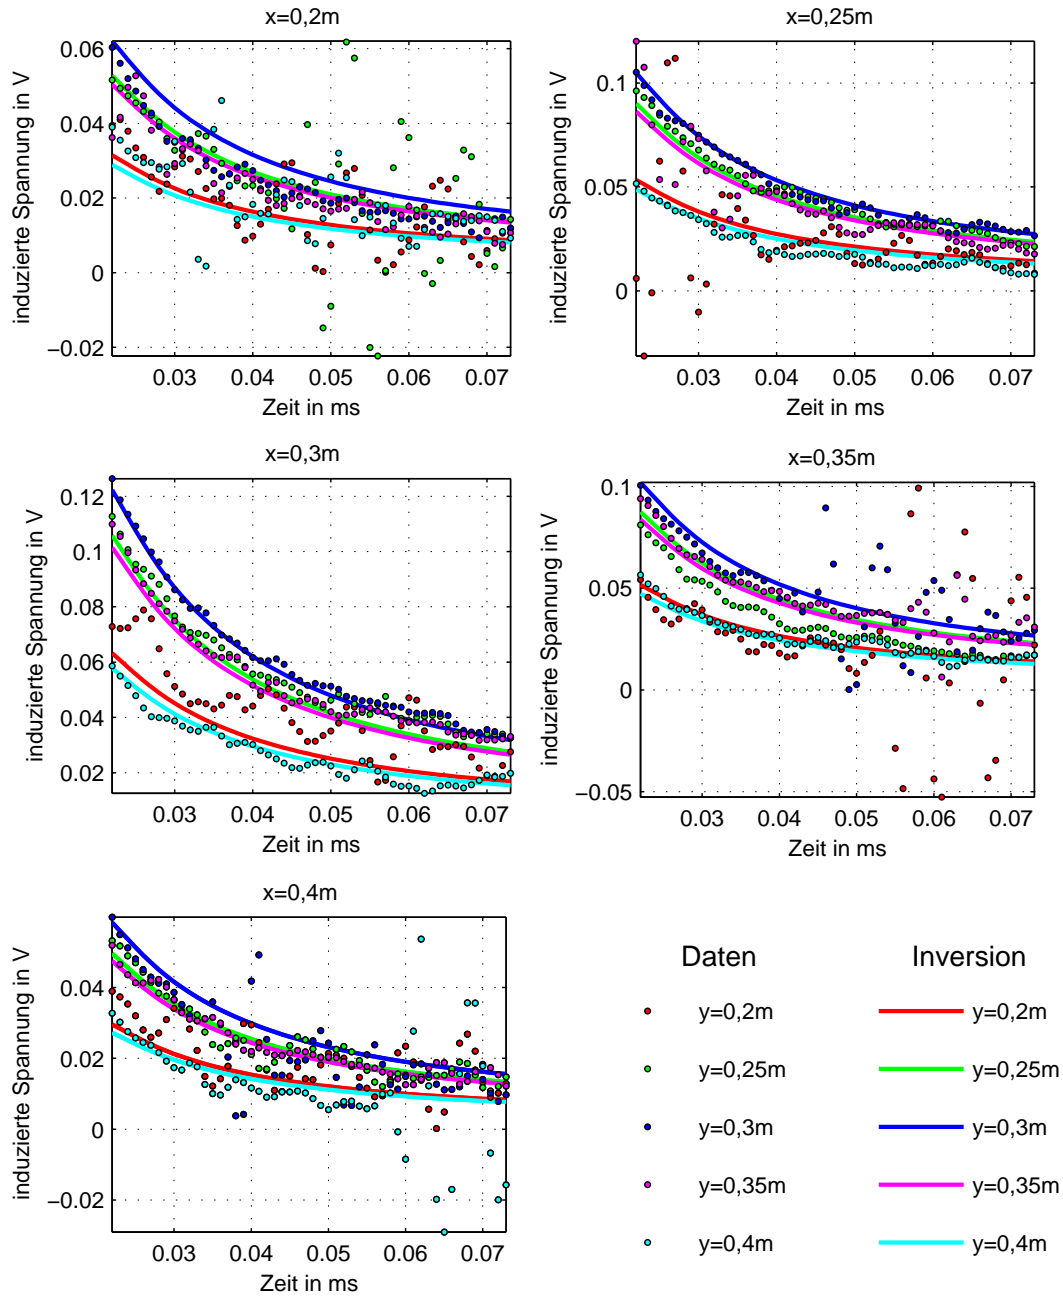 x=0,2m
x=0,25m
induzierte Spannung in V
0.06
0.04
0.02
0
−0.02
0.03 0.04 0.05 0.06 0.07
Zeit in ms
induzierte Spannung in V
0.1
0.05
0
0.03 0.04 0.05 0.06 0.07
Zeit in ms
x=0,3m
x=0,35m
induzierte Spannung in V
0.12
0.1
0.08
0.06
0.04
0.02
0.03 0.04 0.05 0.06 0.07
Zeit in ms
induzierte Spannung in V
0.1
0.05
0
−0.05
0.03 0.04 0.05 0.06 0.07
Zeit in ms
x=0,4m
induzierte Spannung in V
0.04
0.02
0
−0.02
0.03 0.04 0.05 0.06 0.07
Zeit in ms
Daten Inversion
y=0,2m y=0,2m
y=0,25m y=0,25m
y=0,3m y=0,3m
y=0,35m y=0,35m
y=0,4m y=0,4m